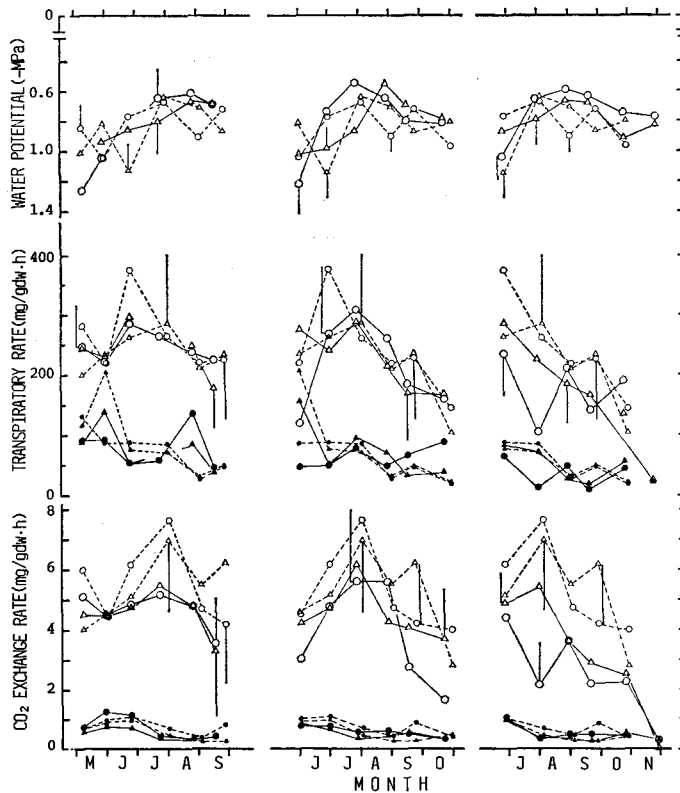 0
WATER POTENTIAL(-MPa)
0.6
1.0
1.4
TRANSPIRATORY RATE(mg/gdw·h)
400
200
0
CO₂ EXCHANGE RATE(mg/gdw·h)
8
6
4
2
0
M J J A S
J J A S O
J A S O N
MONTH